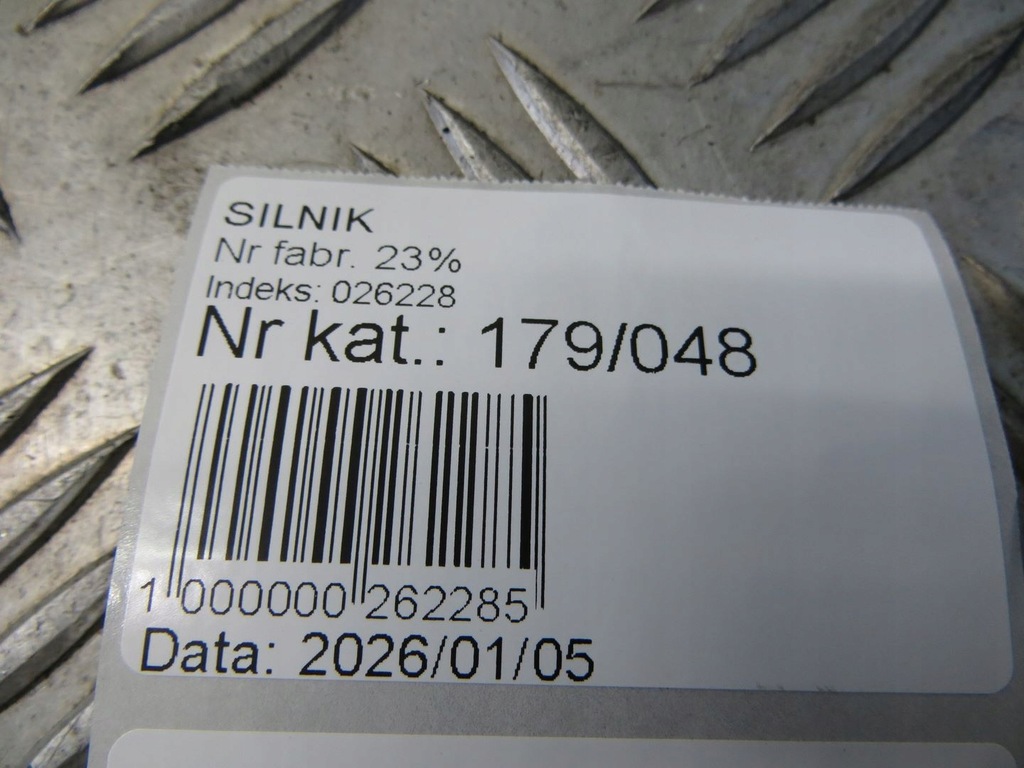 SILNIK
Nr fabr. 23%
Indeks: 026228
Nr kat.: 179/048
1 000000 262285
Data: 2026/01/05